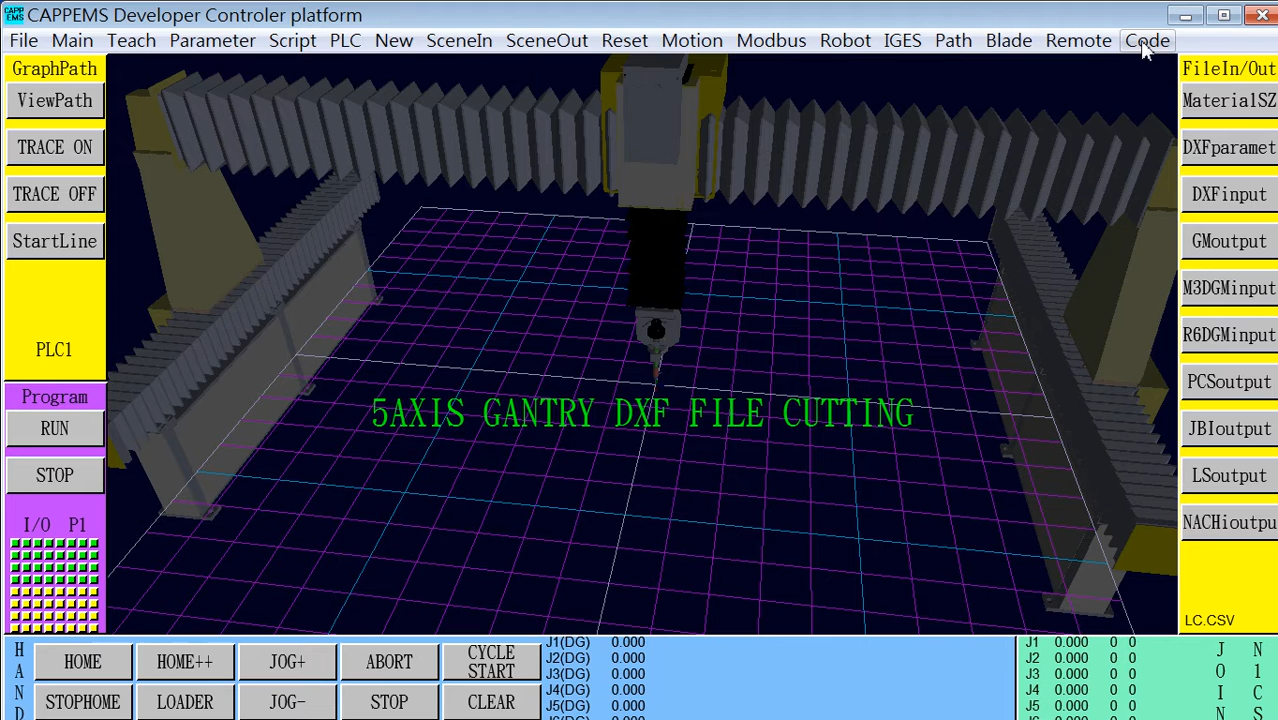 CAPP EMS CAPPEMS Developer Controler platform
File Main Teach Parameter Script PLC New SceneIn SceneOut Reset Motion Modbus Robot IGES Path Blade Remote Code
GraphPath
ViewPath
TRACE ON
TRACE OFF
StartLine
PLC1
Program
RUN
STOP
I/O P1
5AXIS GANTRY DXF FILE CUTTING
FileIn/Out
MaterialSZ
DXFparamet
DXFinput
GMoutput
M3DGMinput
R6DGMinput
PCSoutput
JBIoutput
LSoutput
NACHioutpu
LC.CSV
H
A
N
D
HOME HOME++ JOG+ ABORT CYCLE
START
STOPHOME LOADER JOG- STOP CLEAR
J1(DG) 0.000
J2(DG) 0.000
J3(DG) 0.000
J4(DG) 0.000
J5(DG) 0.000
J1 0.000 0 0
J2 0.000 0 0
J3 0.000 0 0
J4 0.000 0 0
J5 0.000 0 0
J N
O 1
I C
N S